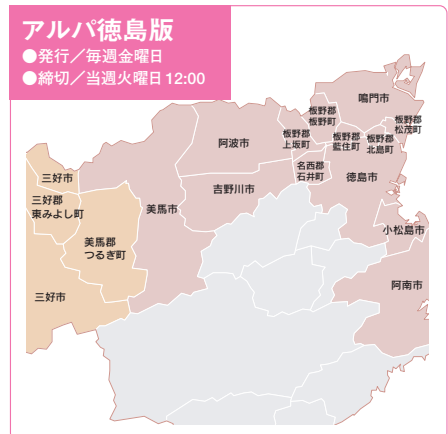 アルパ徳島版
●発行／毎週金曜日
●締切／当週火曜日12:00
鳴門市
板野郡
板野町
板野郡
松茂町
板野郡
上坂町
板野郡
藍住町
板野郡
北島町
阿波市
名西郡
石井町
徳島市
三好市
吉野川市
三好郡
東みよし町
美馬市
小松島市
美馬郡
つるぎ町
阿南市
三好市